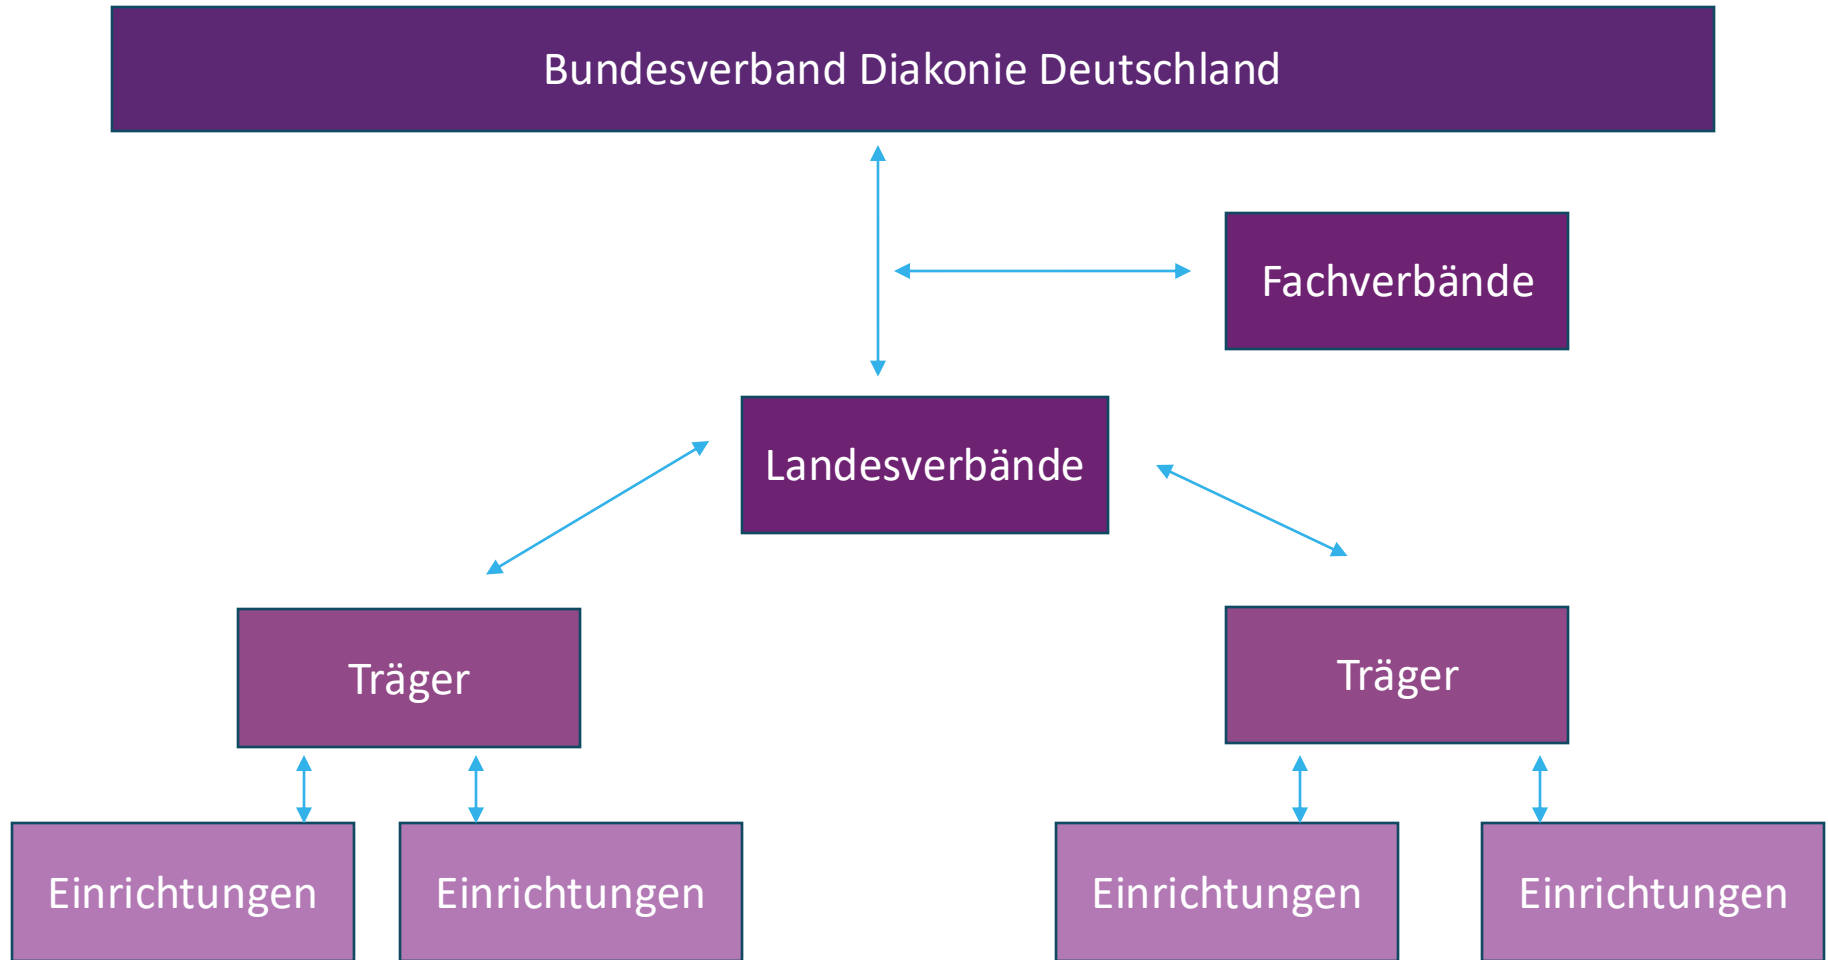 Bundesverband Diakonie Deutschland
Fachverbände
Landesverbände
Träger
Träger
Einrichtungen
Einrichtungen
Einrichtungen
Einrichtungen